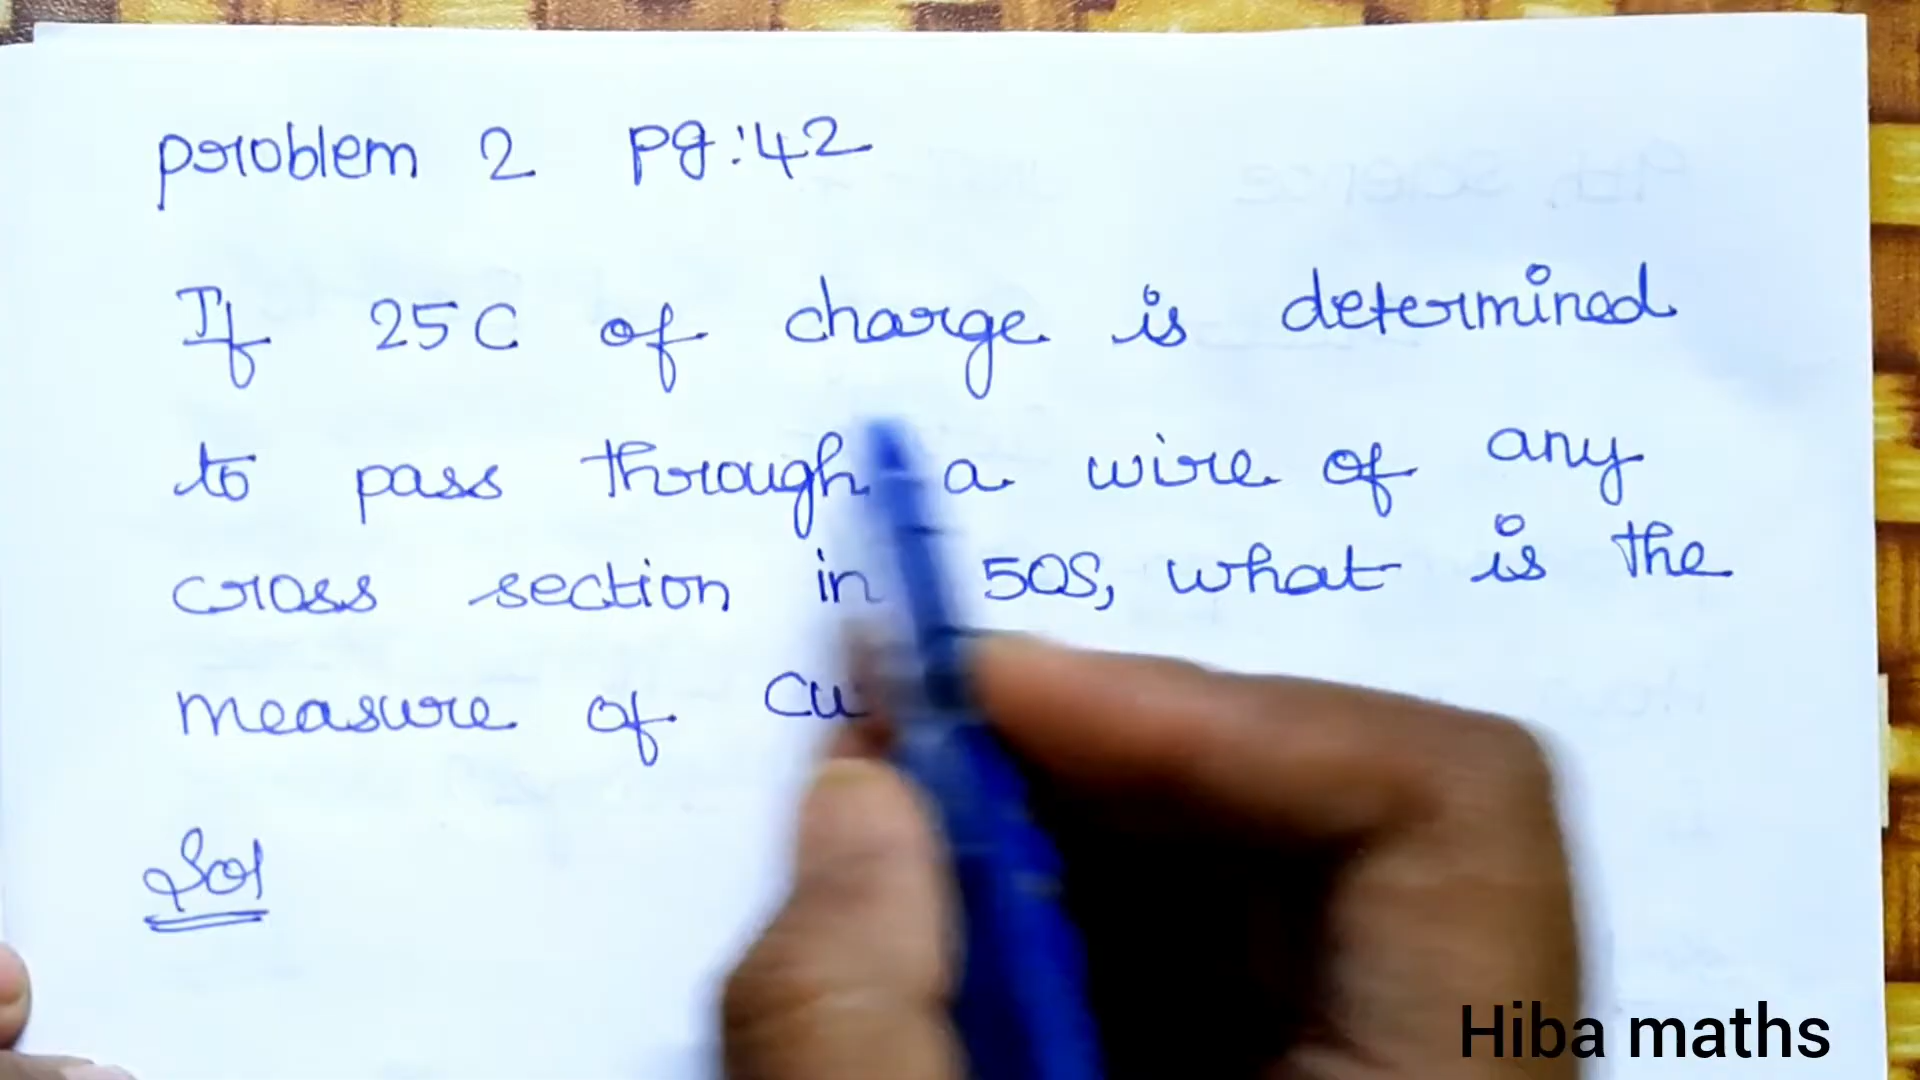 problem 2 pg:42
If 25C of charge is determined
to pass through a wire of any
cross section in 50S, what is the
measure of
Sol
Hiba maths